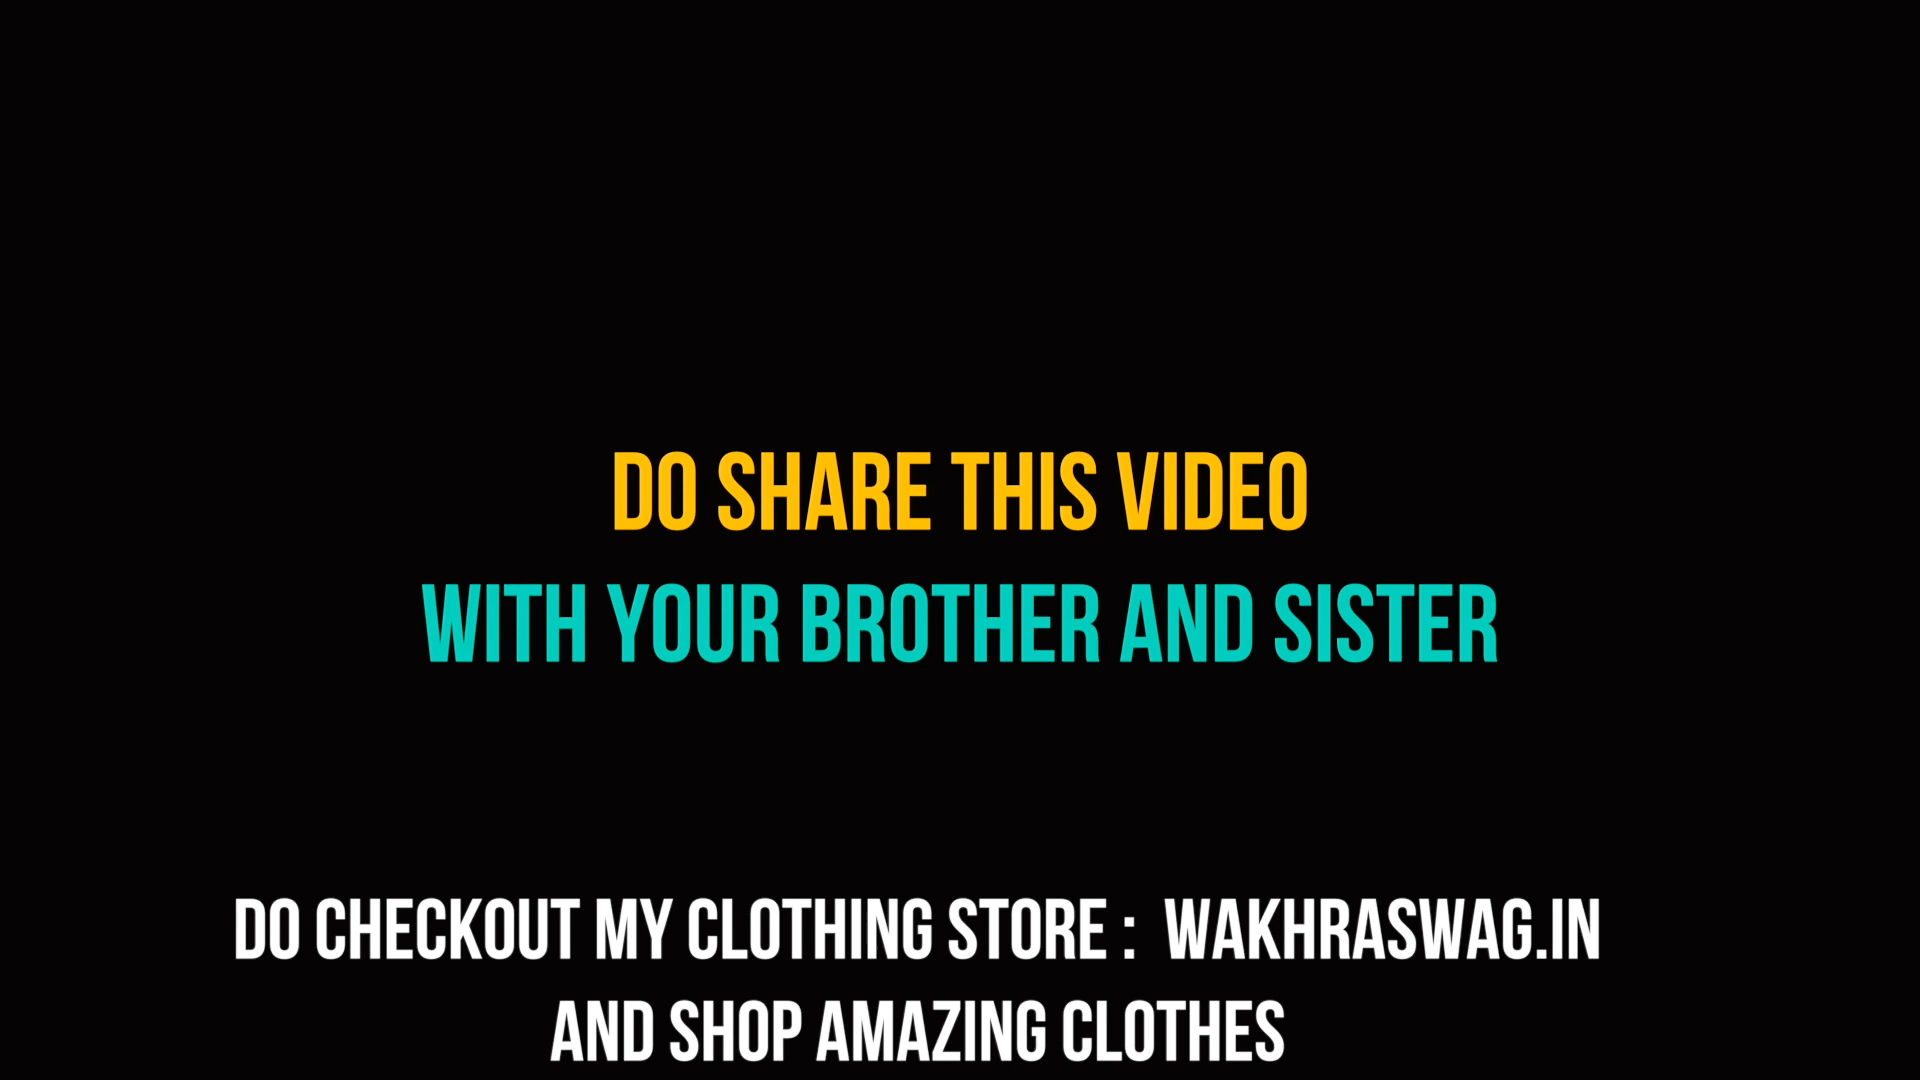 DO SHARE THIS VIDEO
WITH YOUR BROTHER AND SISTER
DO CHECKOUT MY CLOTHING STORE : WAKHRASWAG.IN
AND SHOP AMAZING CLOTHES